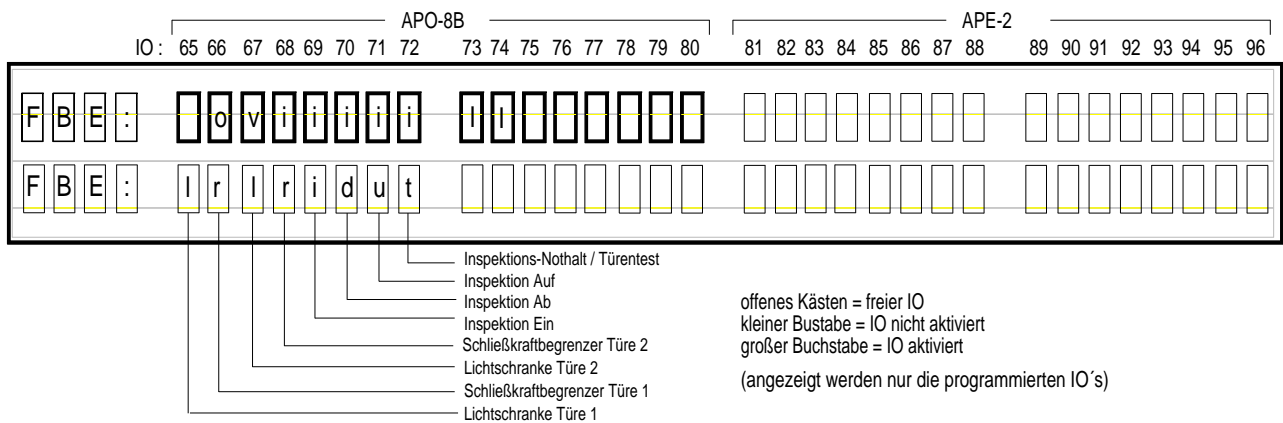 APO-8B APE-2
IO : 65 66 67 68 69 70 71 72 73 74 75 76 77 78 79 80 81 82 83 84 85 86 87 88 89 90 91 92 93 94 95 96
F B E : o v i i i i i l l
F B E : l r l r i d u t
Inspektions-Nothalt / Türentest
Inspektion Auf
Inspektion Ab
Inspektion Ein
Schließkraftbegrenzer Türe 2
Lichtschranke Türe 2
Schließkraftbegrenzer Türe 1
Lichtschranke Türe 1
offenes Kästen = freier IO
kleiner Bustabe = IO nicht aktiviert
großer Buchstabe = IO aktiviert
(angezeigt werden nur die programmierten IO´s)